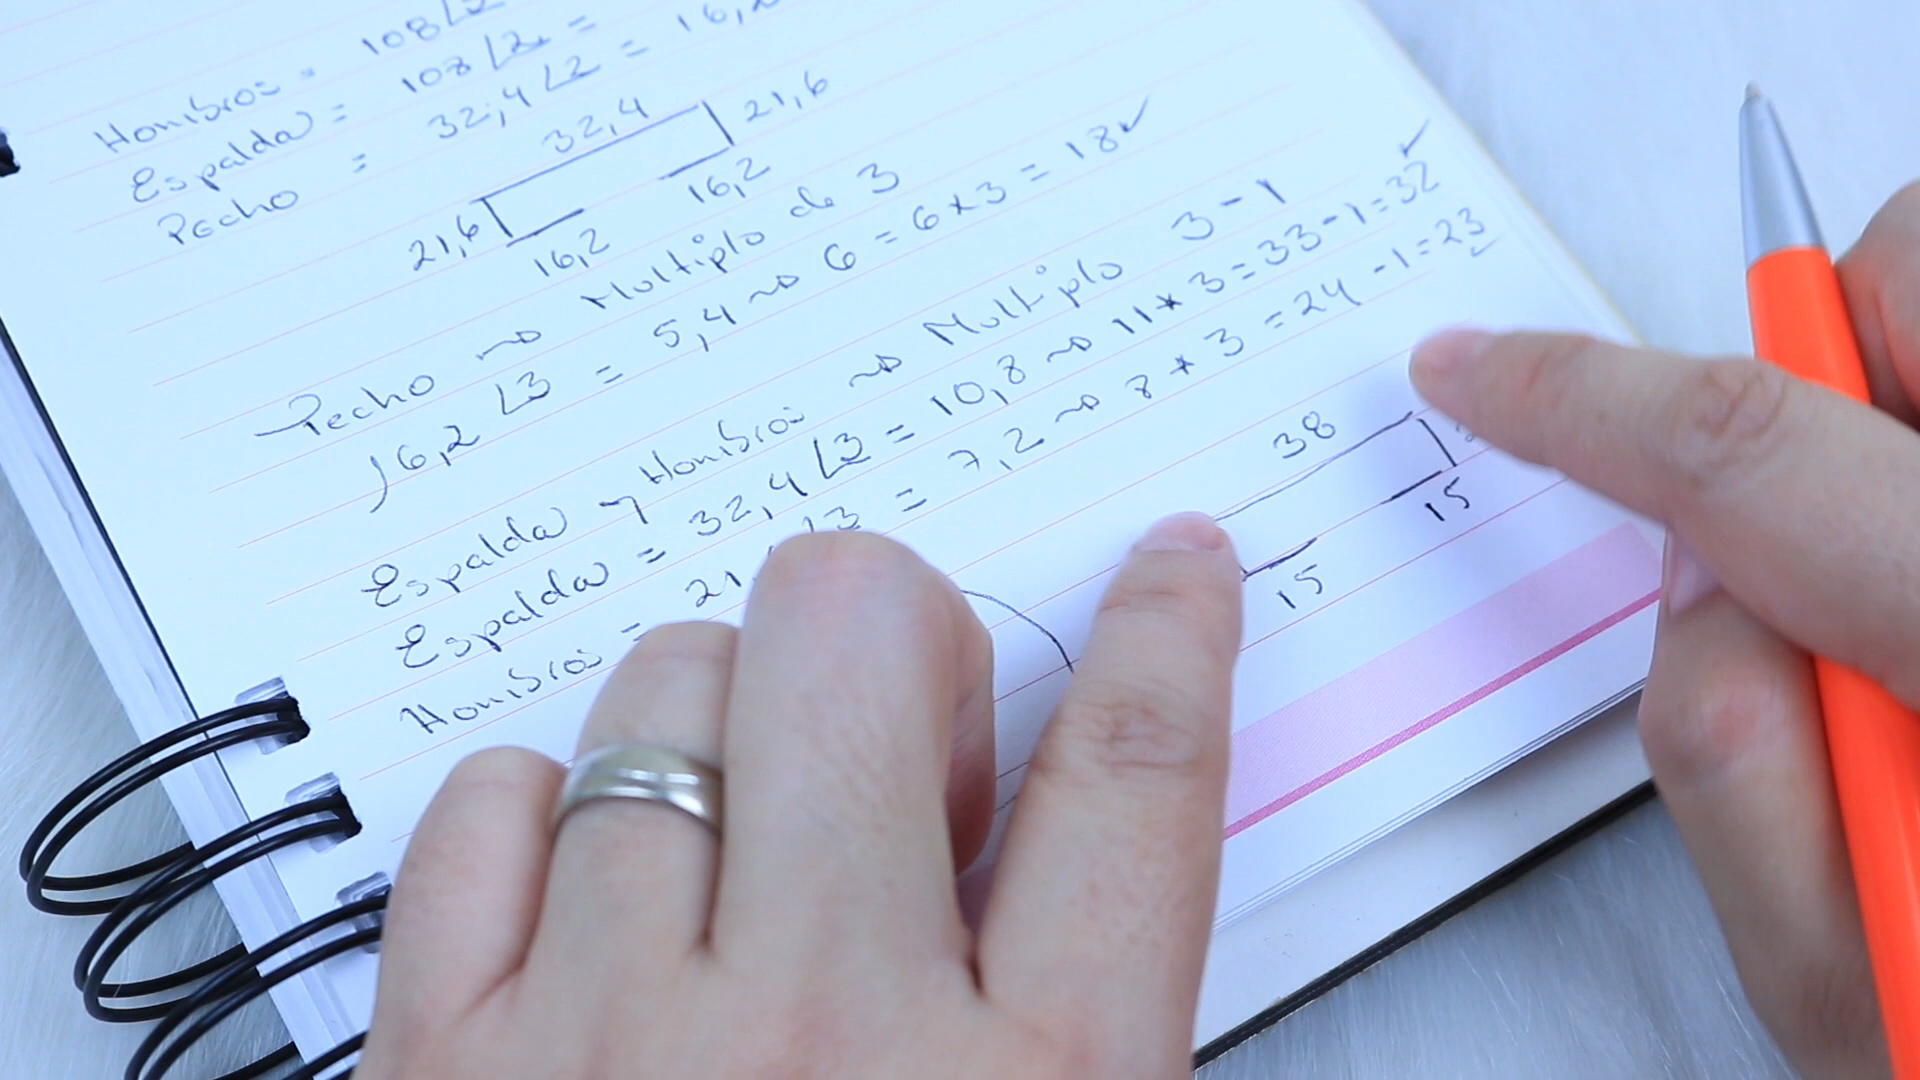 Hombros = 108∠2
Espalda = 108∠2 =
Pecho = 32,4∠2 = 16,2
32,4
21,6 21,6
16,2 16,2
Pecho ~> Multiplo de 3
16,2∠3 = 5,4 ~> 6 = 6x3 = 18✓
Espalda y Hombros ~> Multiplo 3-1
Espalda = 32,4∠3 = 10,8 ~> 11*3=33-1=32 ✓
Hombros = 21 ∠3 = 7,2 ~> 8*3 = 24-1=23
38
15 15